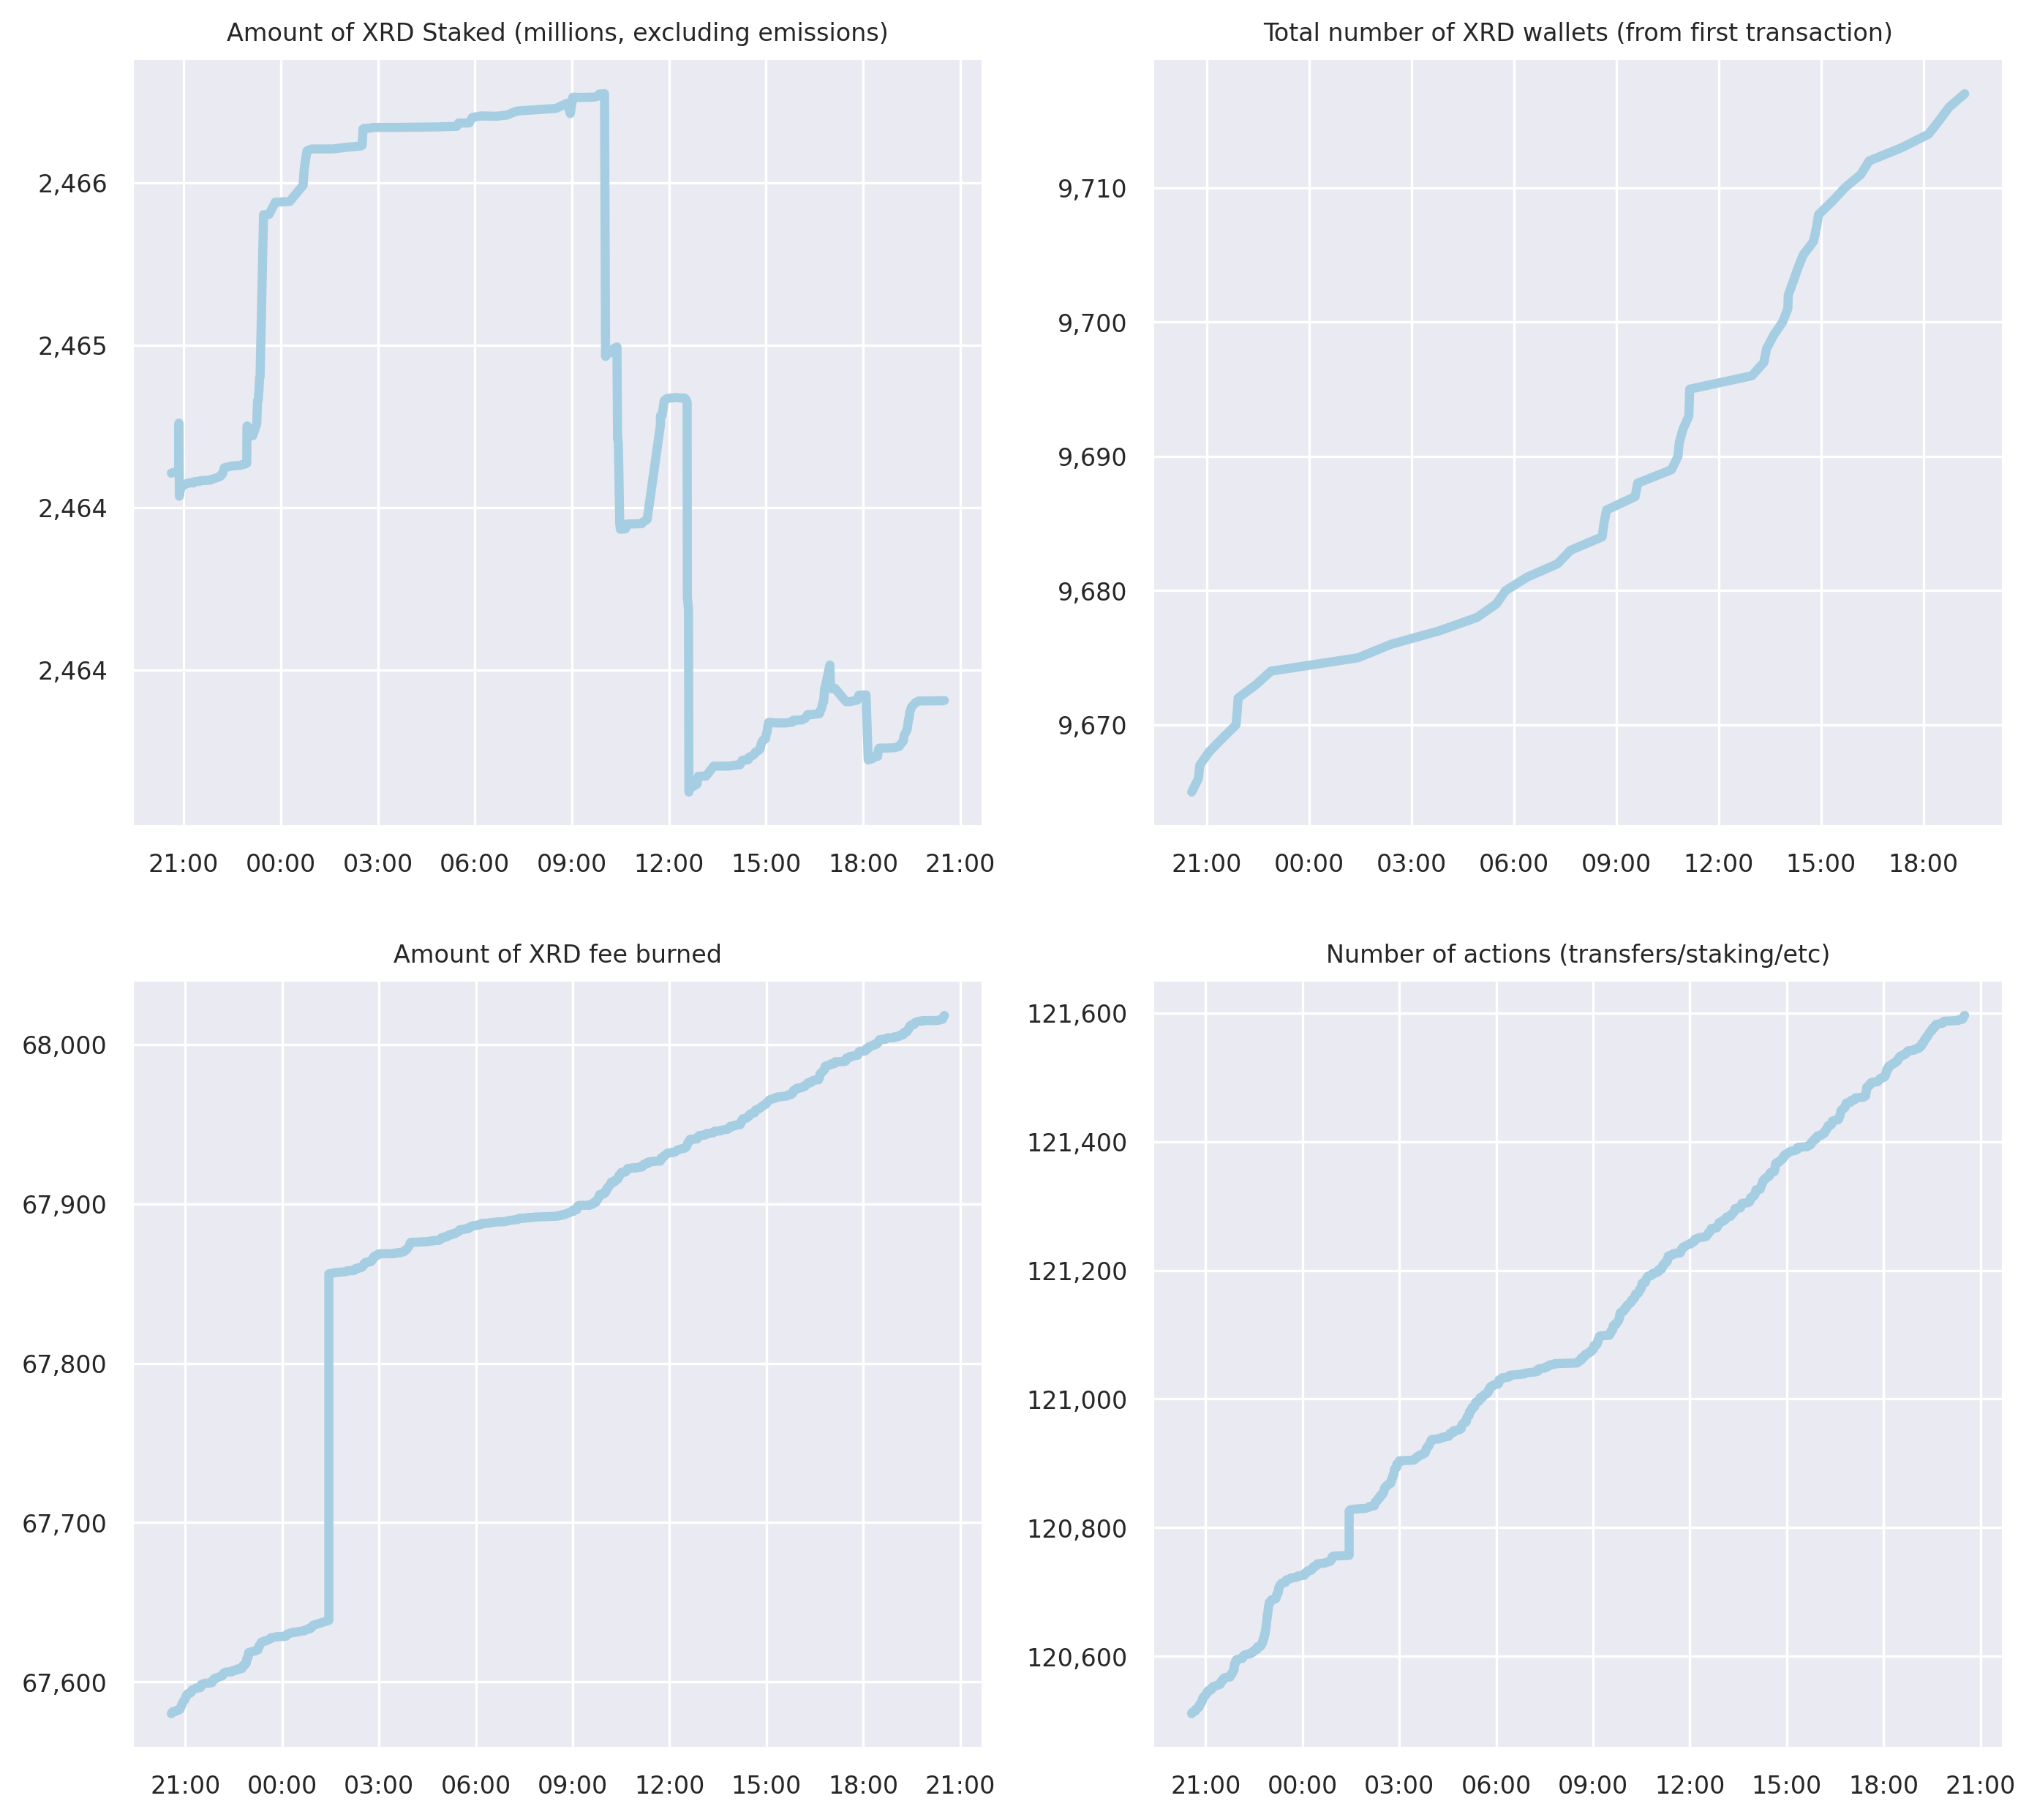 Amount of XRD Staked (millions, excluding emissions)
2,466
2,465
2,464
2,464
21:00 00:00 03:00 06:00 09:00 12:00 15:00 18:00 21:00
Total number of XRD wallets (from first transaction)
9,710
9,700
9,690
9,680
9,670
21:00 00:00 03:00 06:00 09:00 12:00 15:00 18:00
Amount of XRD fee burned
68,000
67,900
67,800
67,700
67,600
21:00 00:00 03:00 06:00 09:00 12:00 15:00 18:00 21:00
Number of actions (transfers/staking/etc)
121,600
121,400
121,200
121,000
120,800
120,600
21:00 00:00 03:00 06:00 09:00 12:00 15:00 18:00 21:00